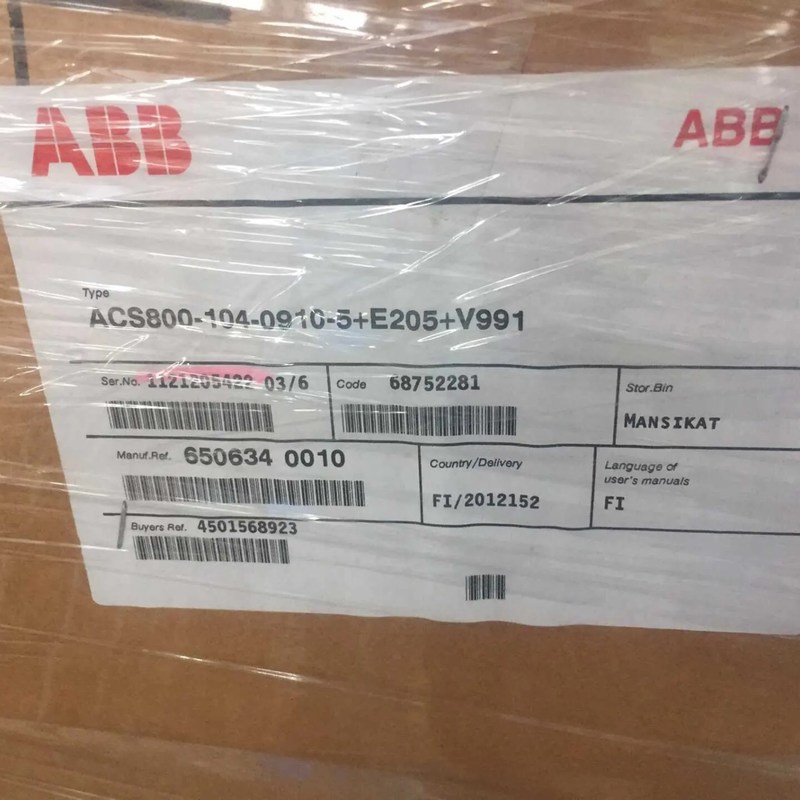 ABB
ABB
Type
ACS800-104-0910-5+E205+V991
Ser.No. 1121205422 03/6
Code 68752281
Stor.Bin
MANSIKAT
Manuf.Ref. 650634 0010
Country/Delivery
FI/2012152
Language of
user's manuals
FI
Buyers Ref. 4501568923